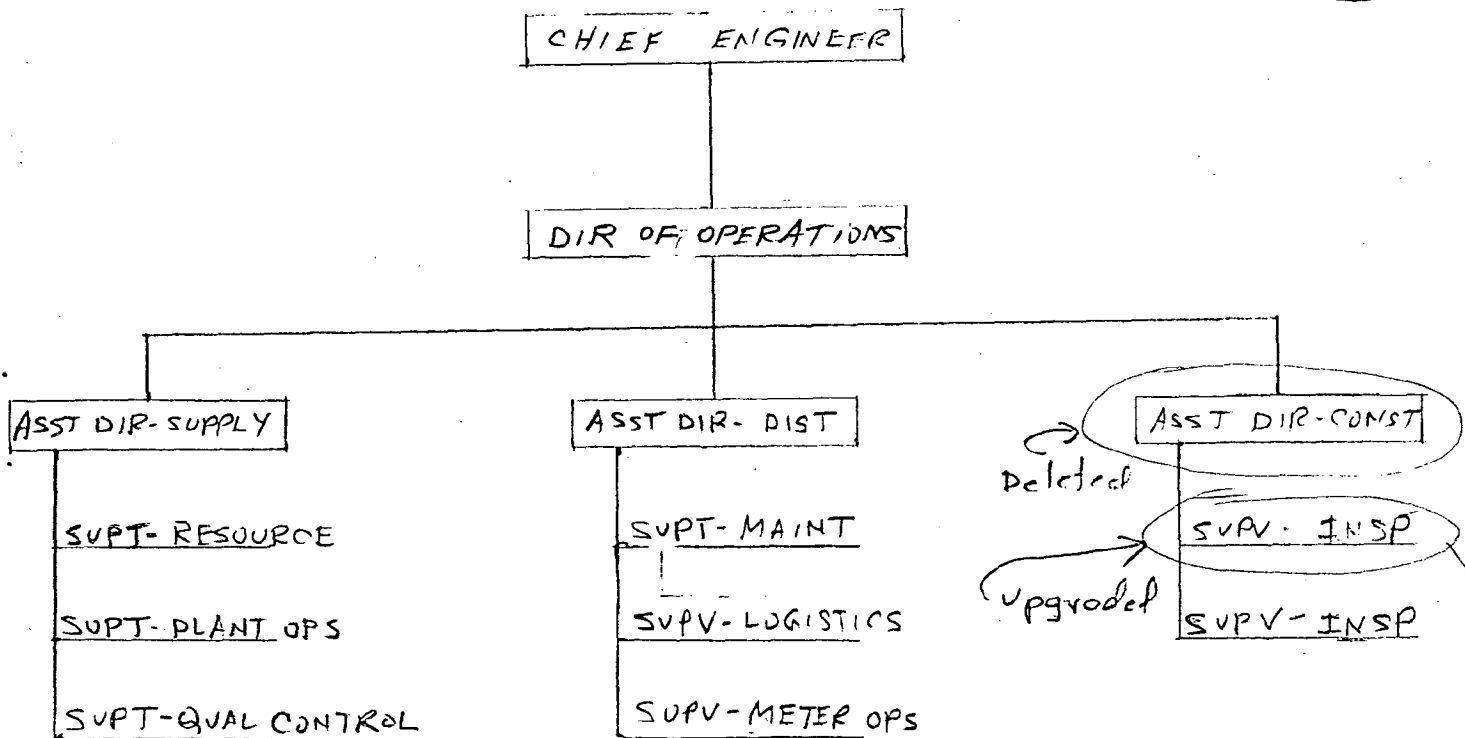 CHIEF ENGINEER
DIR OF OPERATIONS
ASST DIR-SUPPLY
SUPT-RESOURCE
SUPT-PLANT OPS
SUPT-QUAL CONTROL
ASST DIR-DIST
SUPT-MAINT
SUPV-LOGISTICS
SUPV-METER OPS
ASST DIR-CONST
Deleted
SUPV-INSP
Upgraded
SUPV-INSP